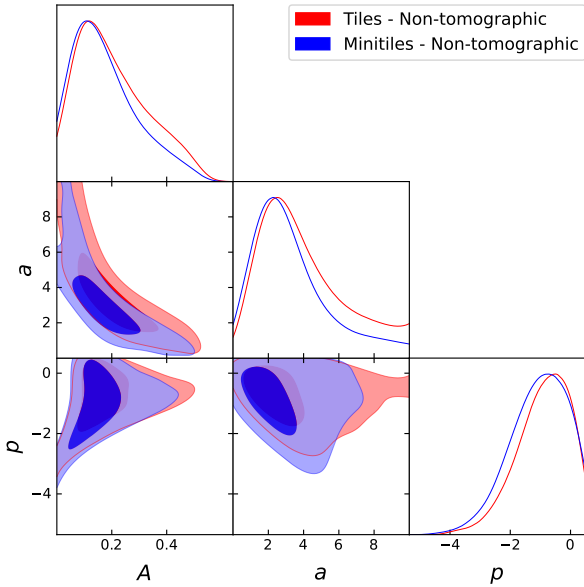 Tiles - Non-tomographic
Minitiles - Non-tomographic
8
6
4
2
a
0
−2
−4
p
0.2 0.4
2 4 6 8
−4 −2 0
A
a
p